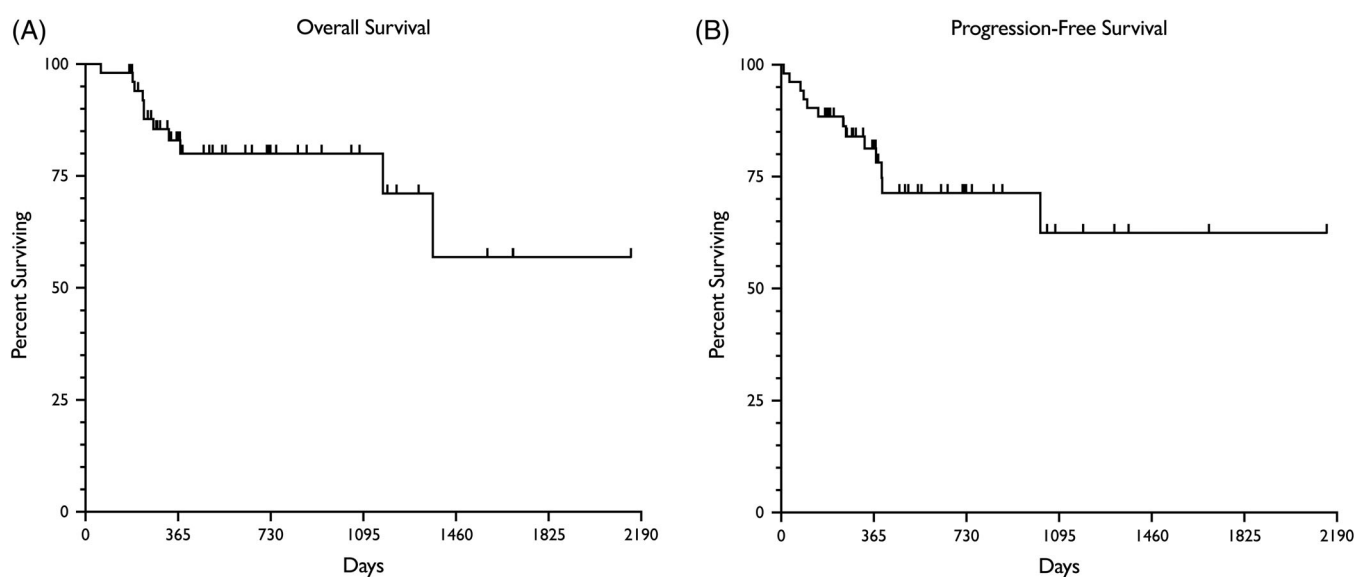 (A)
Overall Survival
Percent Surviving
100
75
50
25
0
0 365 730 1095 1460 1825 2190
Days
(B)
Progression-Free Survival
Percent Surviving
100
75
50
25
0
0 365 730 1095 1460 1825 2190
Days